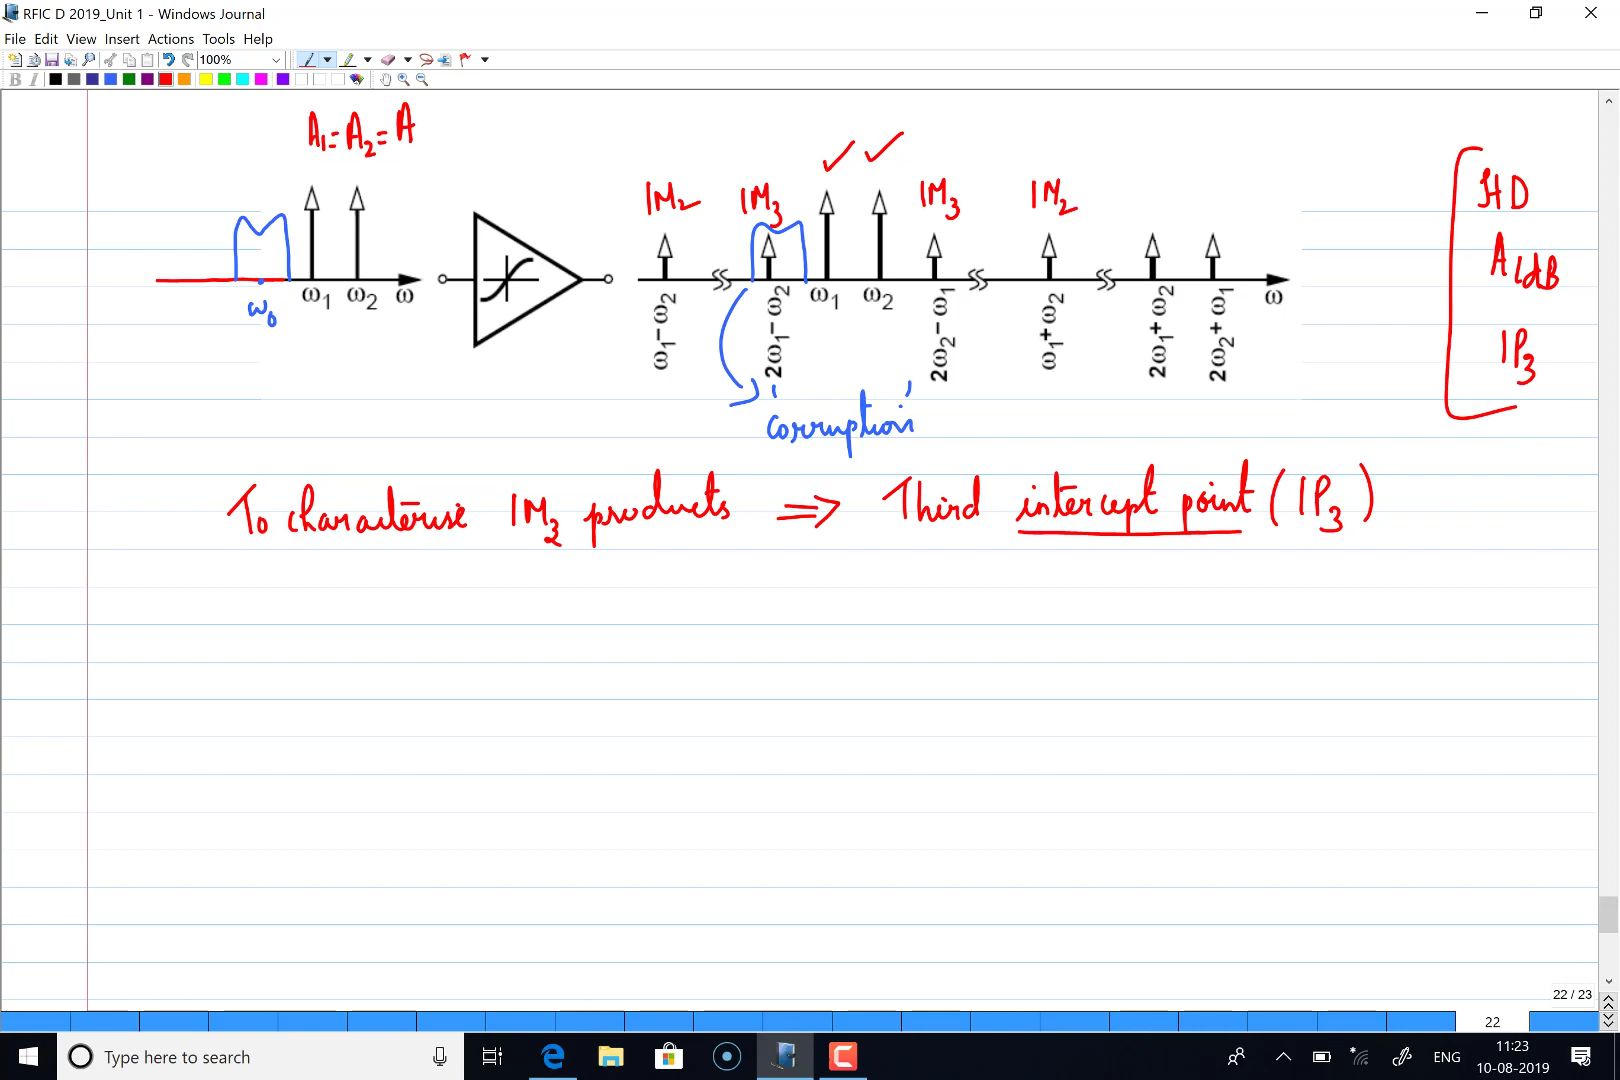 RFIC D 2019_Unit 1 - Windows Journal
File Edit View Insert Actions Tools Help
100%
B I
A1=A2=A
HD
IM2 IM3 IM3 IM2
A1dB
IP3
ω0 ω1 ω2 ω
ω1−ω2 2ω1−ω2 ω1 ω2 2ω2−ω1 ω1+ω2 2ω1+ω2 2ω2+ω1 ω
'corruption'
To characterise IM3 products ⇒ Third intercept point (IP3)
22 / 23
22
Type here to search
ENG
11:23
10-08-2019